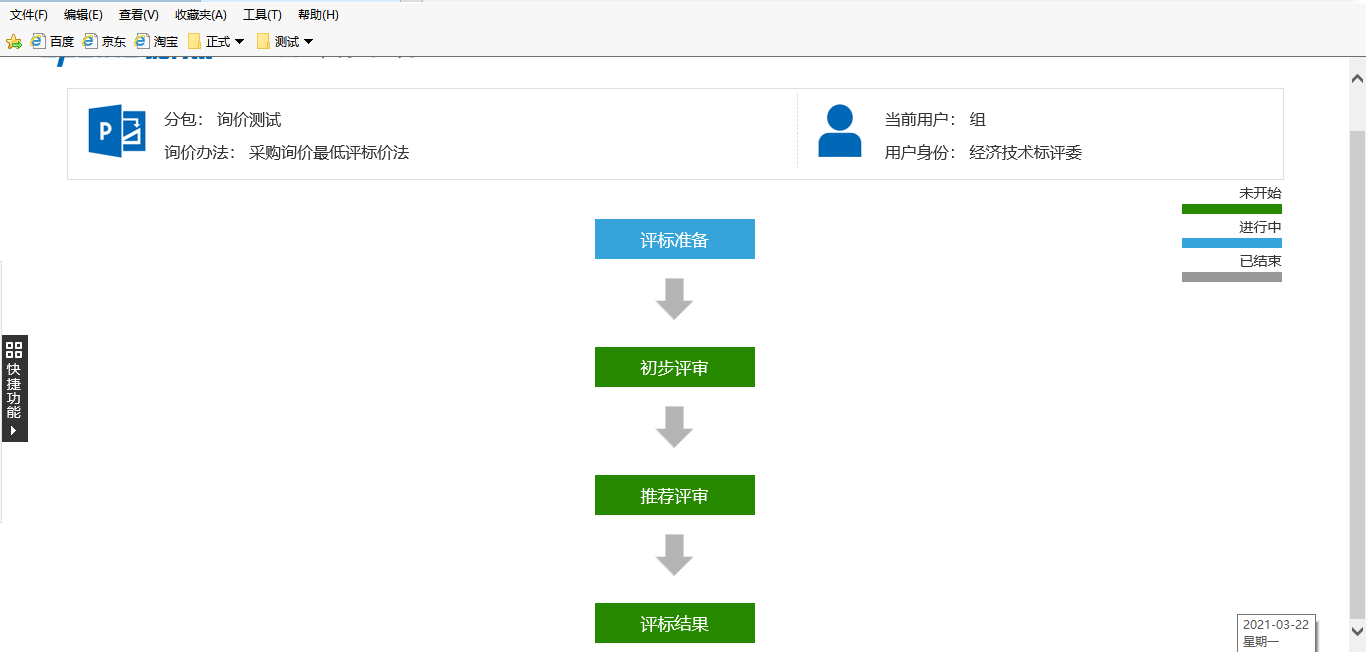 文件(F) 编辑(E) 查看(V) 收藏夹(A) 工具(T) 帮助(H)
百度 京东 淘宝 正式 测试
分包： 询价测试
询价办法： 采购询价最低评标价法
当前用户： 组
用户身份： 经济技术标评委
未开始
进行中
已结束
评标准备
初步评审
推荐评审
评标结果
快捷功能
2021-03-22
星期一